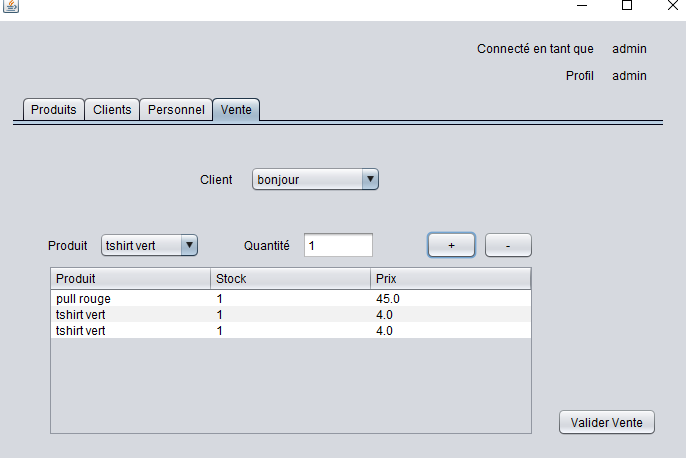 Connecté en tant que admin
Profil admin
Produits Clients Personnel Vente
Client bonjour
Produit tshirt vert Quantité 1 + -
Produit Stock Prix
pull rouge 1 45.0
tshirt vert 1 4.0
tshirt vert 1 4.0
Valider Vente